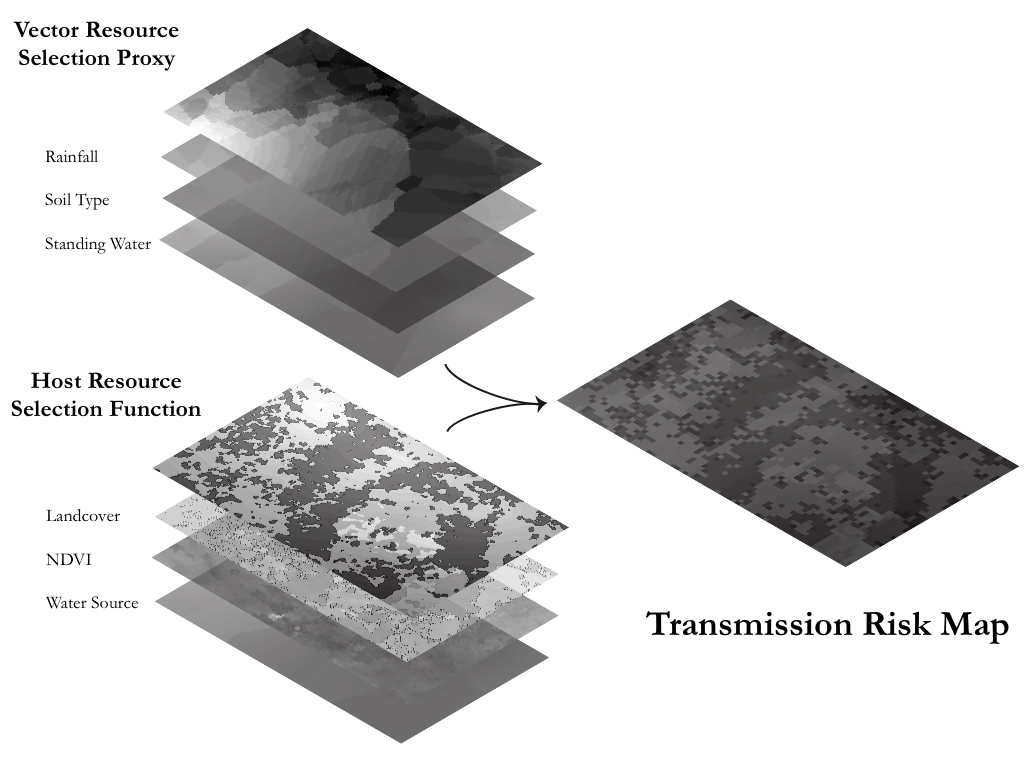 Vector Resource
Selection Proxy
Rainfall
Soil Type
Standing Water
Host Resource
Selection Function
Landcover
NDVI
Water Source
Transmission Risk Map